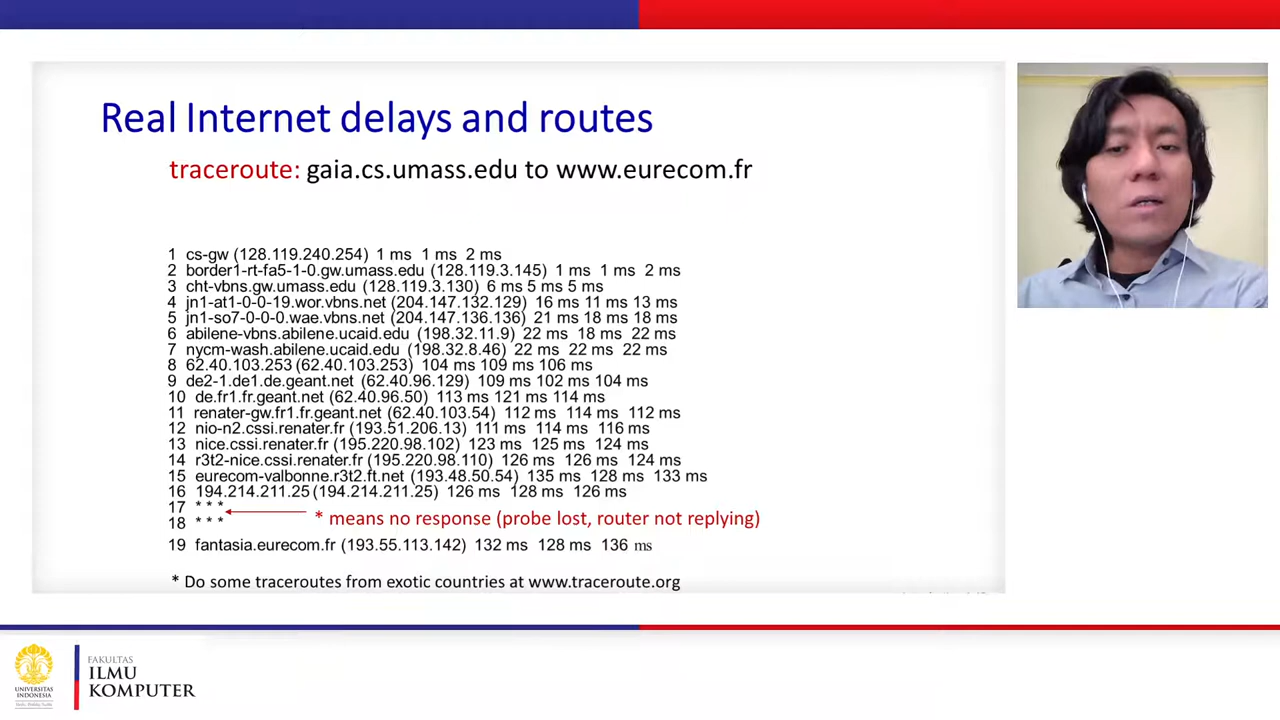 Real Internet delays and routes
traceroute: gaia.cs.umass.edu to www.eurecom.fr
1 cs-gw (128.119.240.254) 1 ms 1 ms 2 ms
2 border1-rt-fa5-1-0.gw.umass.edu (128.119.3.145) 1 ms 1 ms 2 ms
3 cht-vbns.gw.umass.edu (128.119.3.130) 6 ms 5 ms 5 ms
4 jn1-at1-0-0-19.wor.vbns.net (204.147.132.129) 16 ms 11 ms 13 ms
5 jn1-so7-0-0-0.wae.vbns.net (204.147.136.136) 21 ms 18 ms 18 ms
6 abilene-vbns.abilene.ucaid.edu (198.32.11.9) 22 ms 18 ms 22 ms
7 nycm-wash.abilene.ucaid.edu (198.32.8.46) 22 ms 22 ms 22 ms
8 62.40.103.253 (62.40.103.253) 104 ms 109 ms 106 ms
9 de2-1.de1.de.geant.net (62.40.96.129) 109 ms 102 ms 104 ms
10 de.fr1.fr.geant.net (62.40.96.50) 113 ms 121 ms 114 ms
11 renater-gw.fr1.fr.geant.net (62.40.103.54) 112 ms 114 ms 112 ms
12 nio-n2.cssi.renater.fr (193.51.206.13) 111 ms 114 ms 116 ms
13 nice.cssi.renater.fr (195.220.98.102) 123 ms 125 ms 124 ms
14 r3t2-nice.cssi.renater.fr (195.220.98.110) 126 ms 126 ms 124 ms
15 eurecom-valbonne.r3t2.ft.net (193.48.50.54) 135 ms 128 ms 133 ms
16 194.214.211.25 (194.214.211.25) 126 ms 128 ms 126 ms
17 * * *
* means no response (probe lost, router not replying)
18 * * *
19 fantasia.eurecom.fr (193.55.113.142) 132 ms 128 ms 136 ms
* Do some traceroutes from exotic countries at www.traceroute.org
UNIVERSITAS
INDONESIA
FAKULTAS
ILMU
KOMPUTER